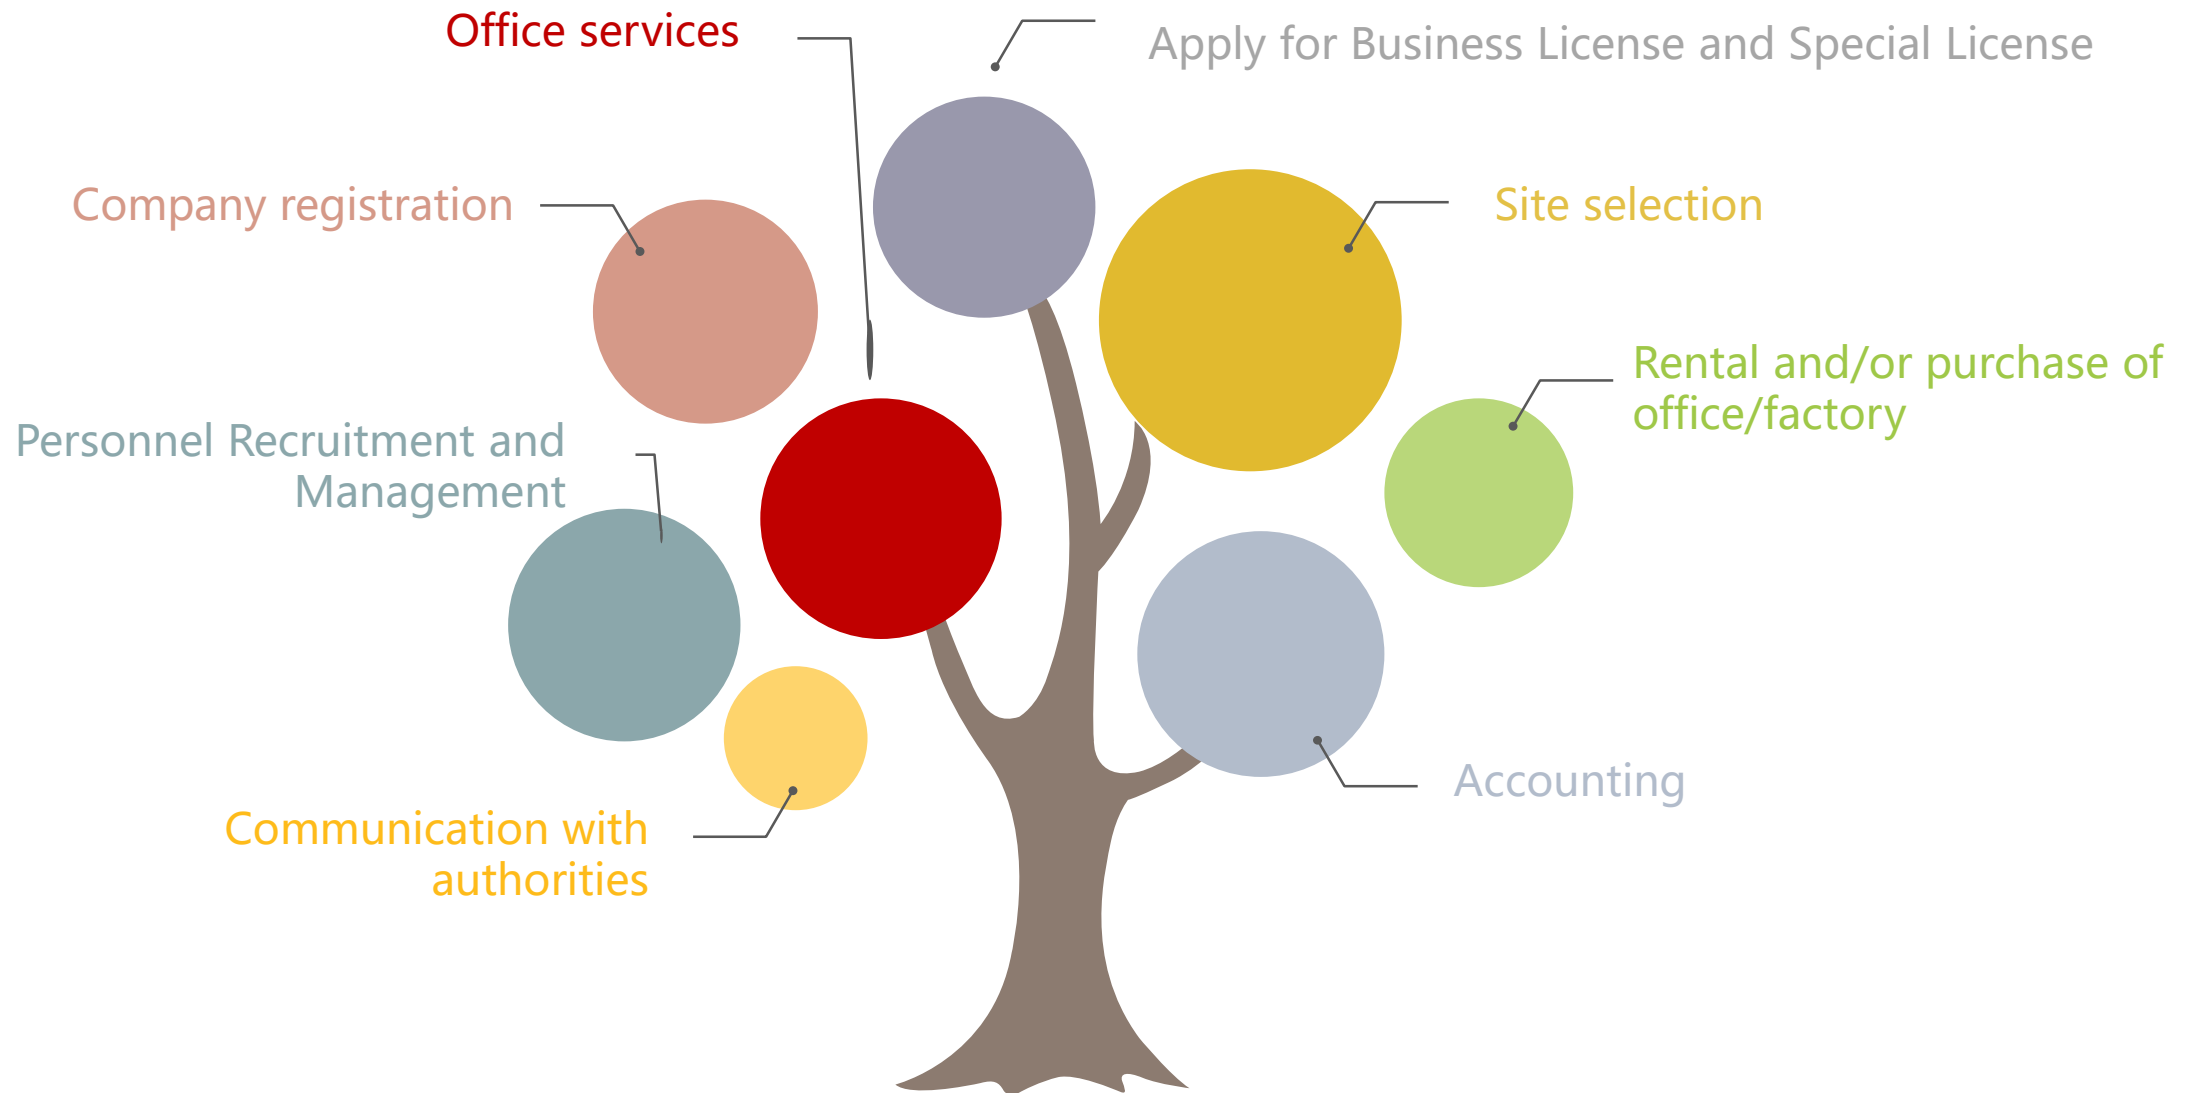 Office services
Apply for Business License and Special License
Company registration
Site selection
Rental and/or purchase of
office/factory
Personnel Recruitment and
Management
Accounting
Communication with
authorities